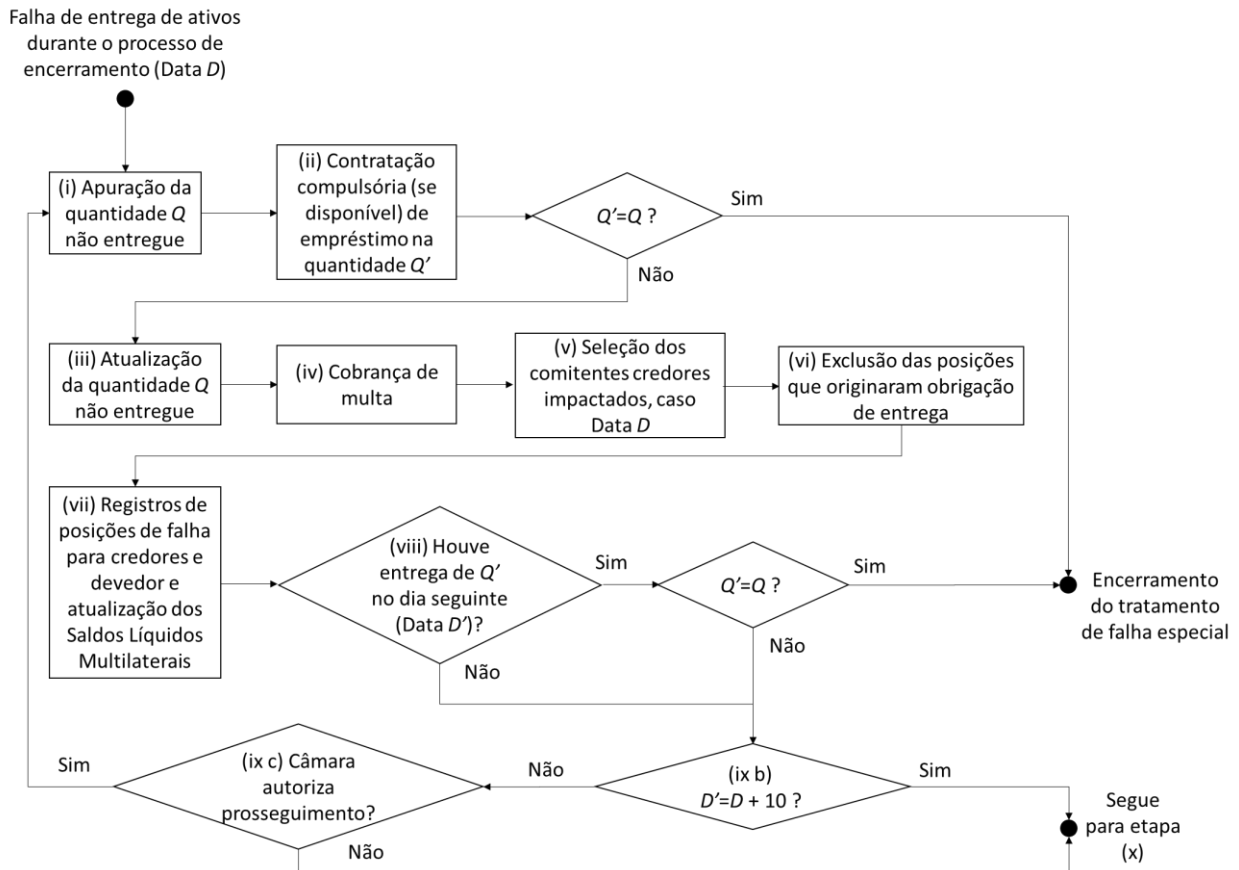 Falha de entrega de ativos
durante o processo de
encerramento (Data D)
(i) Apuração da
quantidade Q
não entregue
(ii) Contratação
compulsória (se
disponível) de
empréstimo na
quantidade Q’
Q’=Q ?
Sim
Não
(iii) Atualização
da quantidade Q
não entregue
(iv) Cobrança de
multa
(v) Seleção dos
comitentes credores
impactados, caso
Data D
(vi) Exclusão das posições
que originaram obrigação
de entrega
(vii) Registros de
posições de falha
para credores e
devedor e
atualização dos
Saldos Líquidos
Multilaterais
(viii) Houve
entrega de Q’
no dia seguinte
(Data D’)?
Sim
Não
Q’=Q ?
Sim
Não
Encerramento
do tratamento
de falha especial
(ix b)
D’=D + 10 ?
Sim
Não
(ix c) Câmara
autoriza
prosseguimento?
Sim
Não
Segue
para etapa
(x)